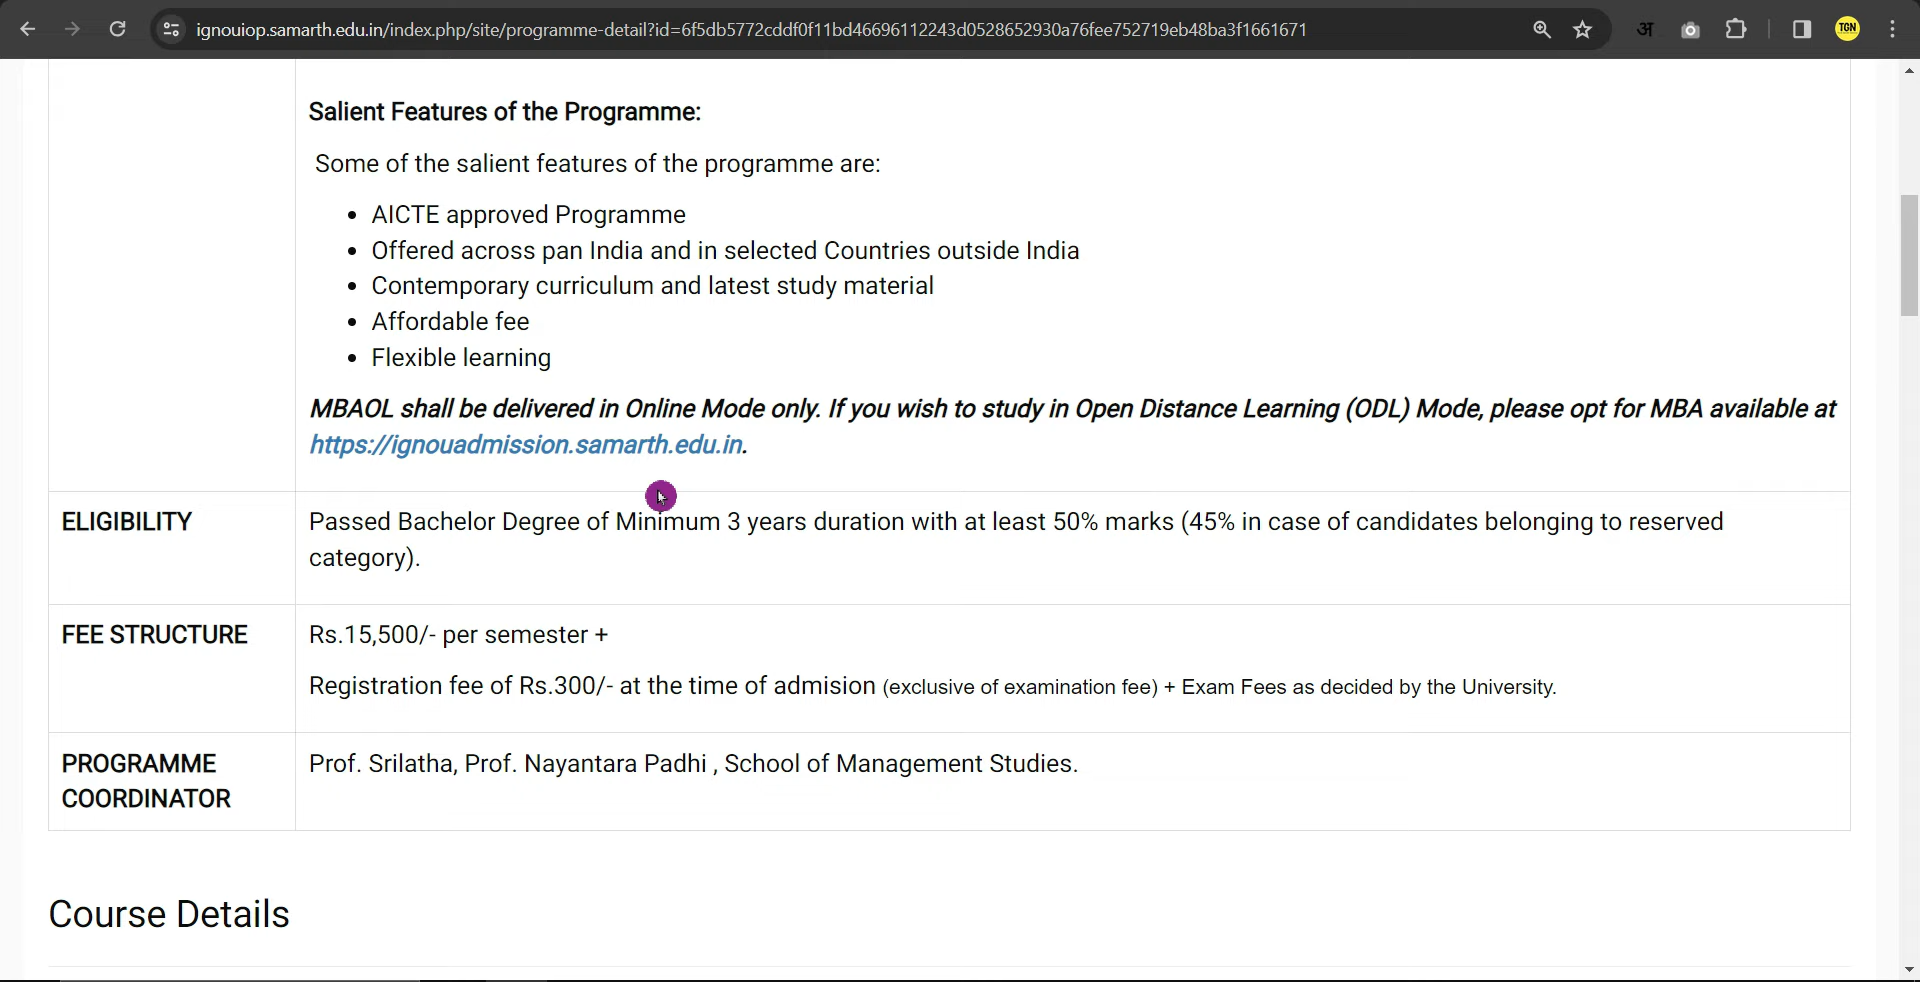 ignouiop.samarth.edu.in/index.php/site/programme-detail?id=6f5db5772cddf0f11bd46696112243d0528652930a76fee752719eb48ba3f1661671
अ
TGN
Salient Features of the Programme:
Some of the salient features of the programme are:
• AICTE approved Programme
• Offered across pan India and in selected Countries outside India
• Contemporary curriculum and latest study material
• Affordable fee
• Flexible learning
MBAOL shall be delivered in Online Mode only. If you wish to study in Open Distance Learning (ODL) Mode, please opt for MBA available at
https://ignouadmission.samarth.edu.in.
ELIGIBILITY
Passed Bachelor Degree of Minimum 3 years duration with at least 50% marks (45% in case of candidates belonging to reserved
category).
FEE STRUCTURE
Rs.15,500/- per semester +
Registration fee of Rs.300/- at the time of admision (exclusive of examination fee) + Exam Fees as decided by the University.
PROGRAMME
COORDINATOR
Prof. Srilatha, Prof. Nayantara Padhi , School of Management Studies.
Course Details